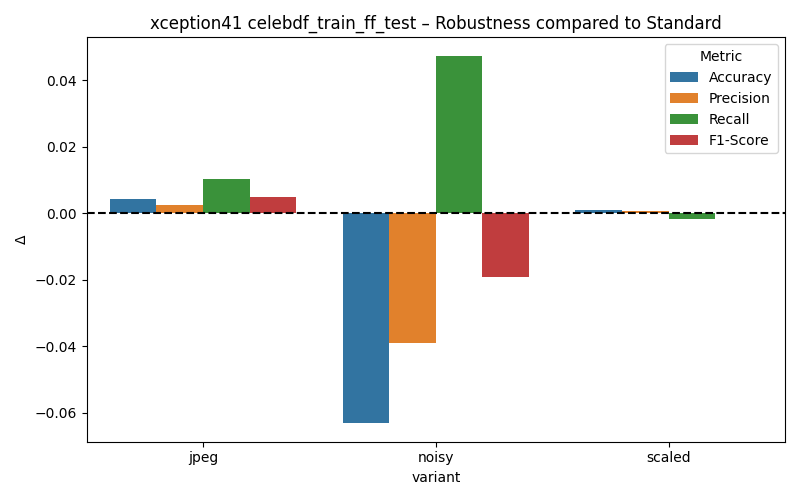 xception41 celebdf_train_ff_test – Robustness compared to Standard
Metric
Accuracy
Precision
Recall
F1-Score
0.04
0.02
0.00
−0.02
−0.04
−0.06
Δ
jpeg
noisy
scaled
variant